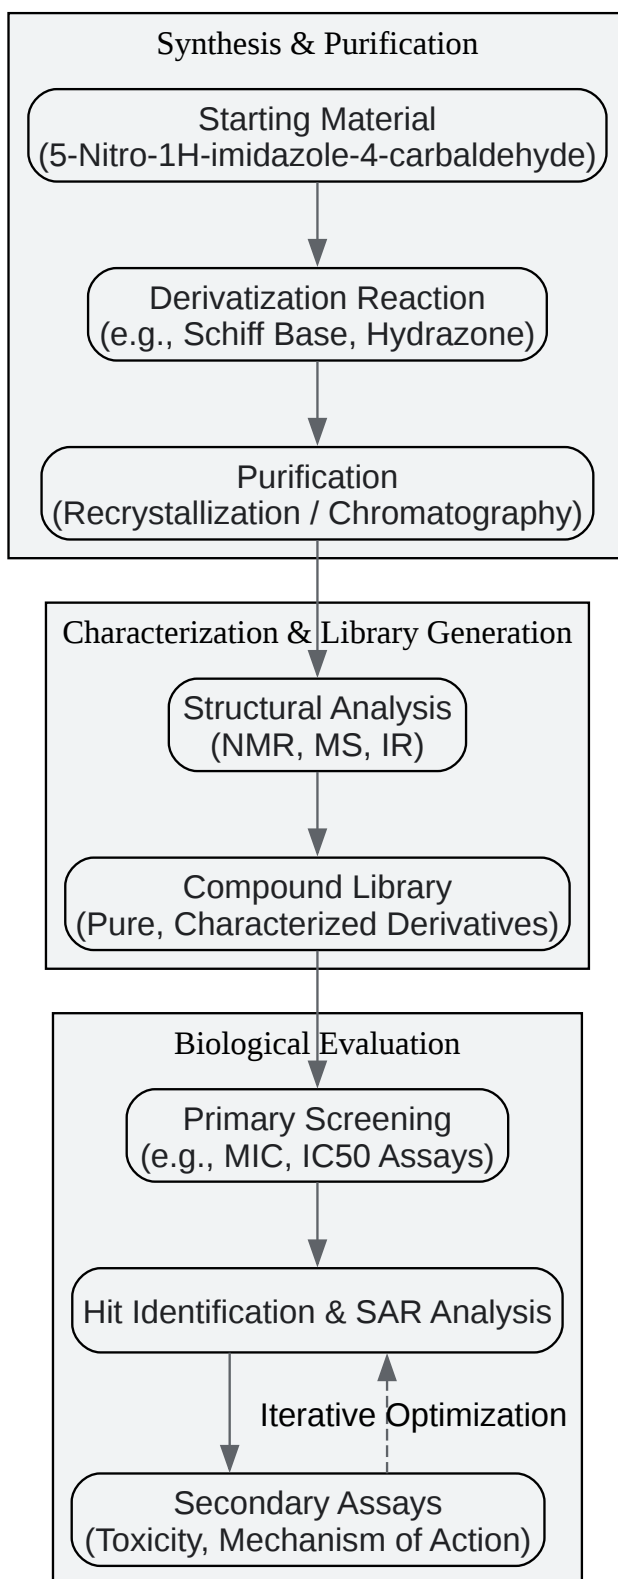 Synthesis & Purification
Starting Material
(5-Nitro-1H-imidazole-4-carbaldehyde)
Derivatization Reaction
(e.g., Schiff Base, Hydrazone)
Purification
(Recrystallization / Chromatography)
Characterization & Library Generation
Structural Analysis
(NMR, MS, IR)
Compound Library
(Pure, Characterized Derivatives)
Biological Evaluation
Primary Screening
(e.g., MIC, IC50 Assays)
Hit Identification & SAR Analysis
Iterative Optimization
Secondary Assays
(Toxicity, Mechanism of Action)